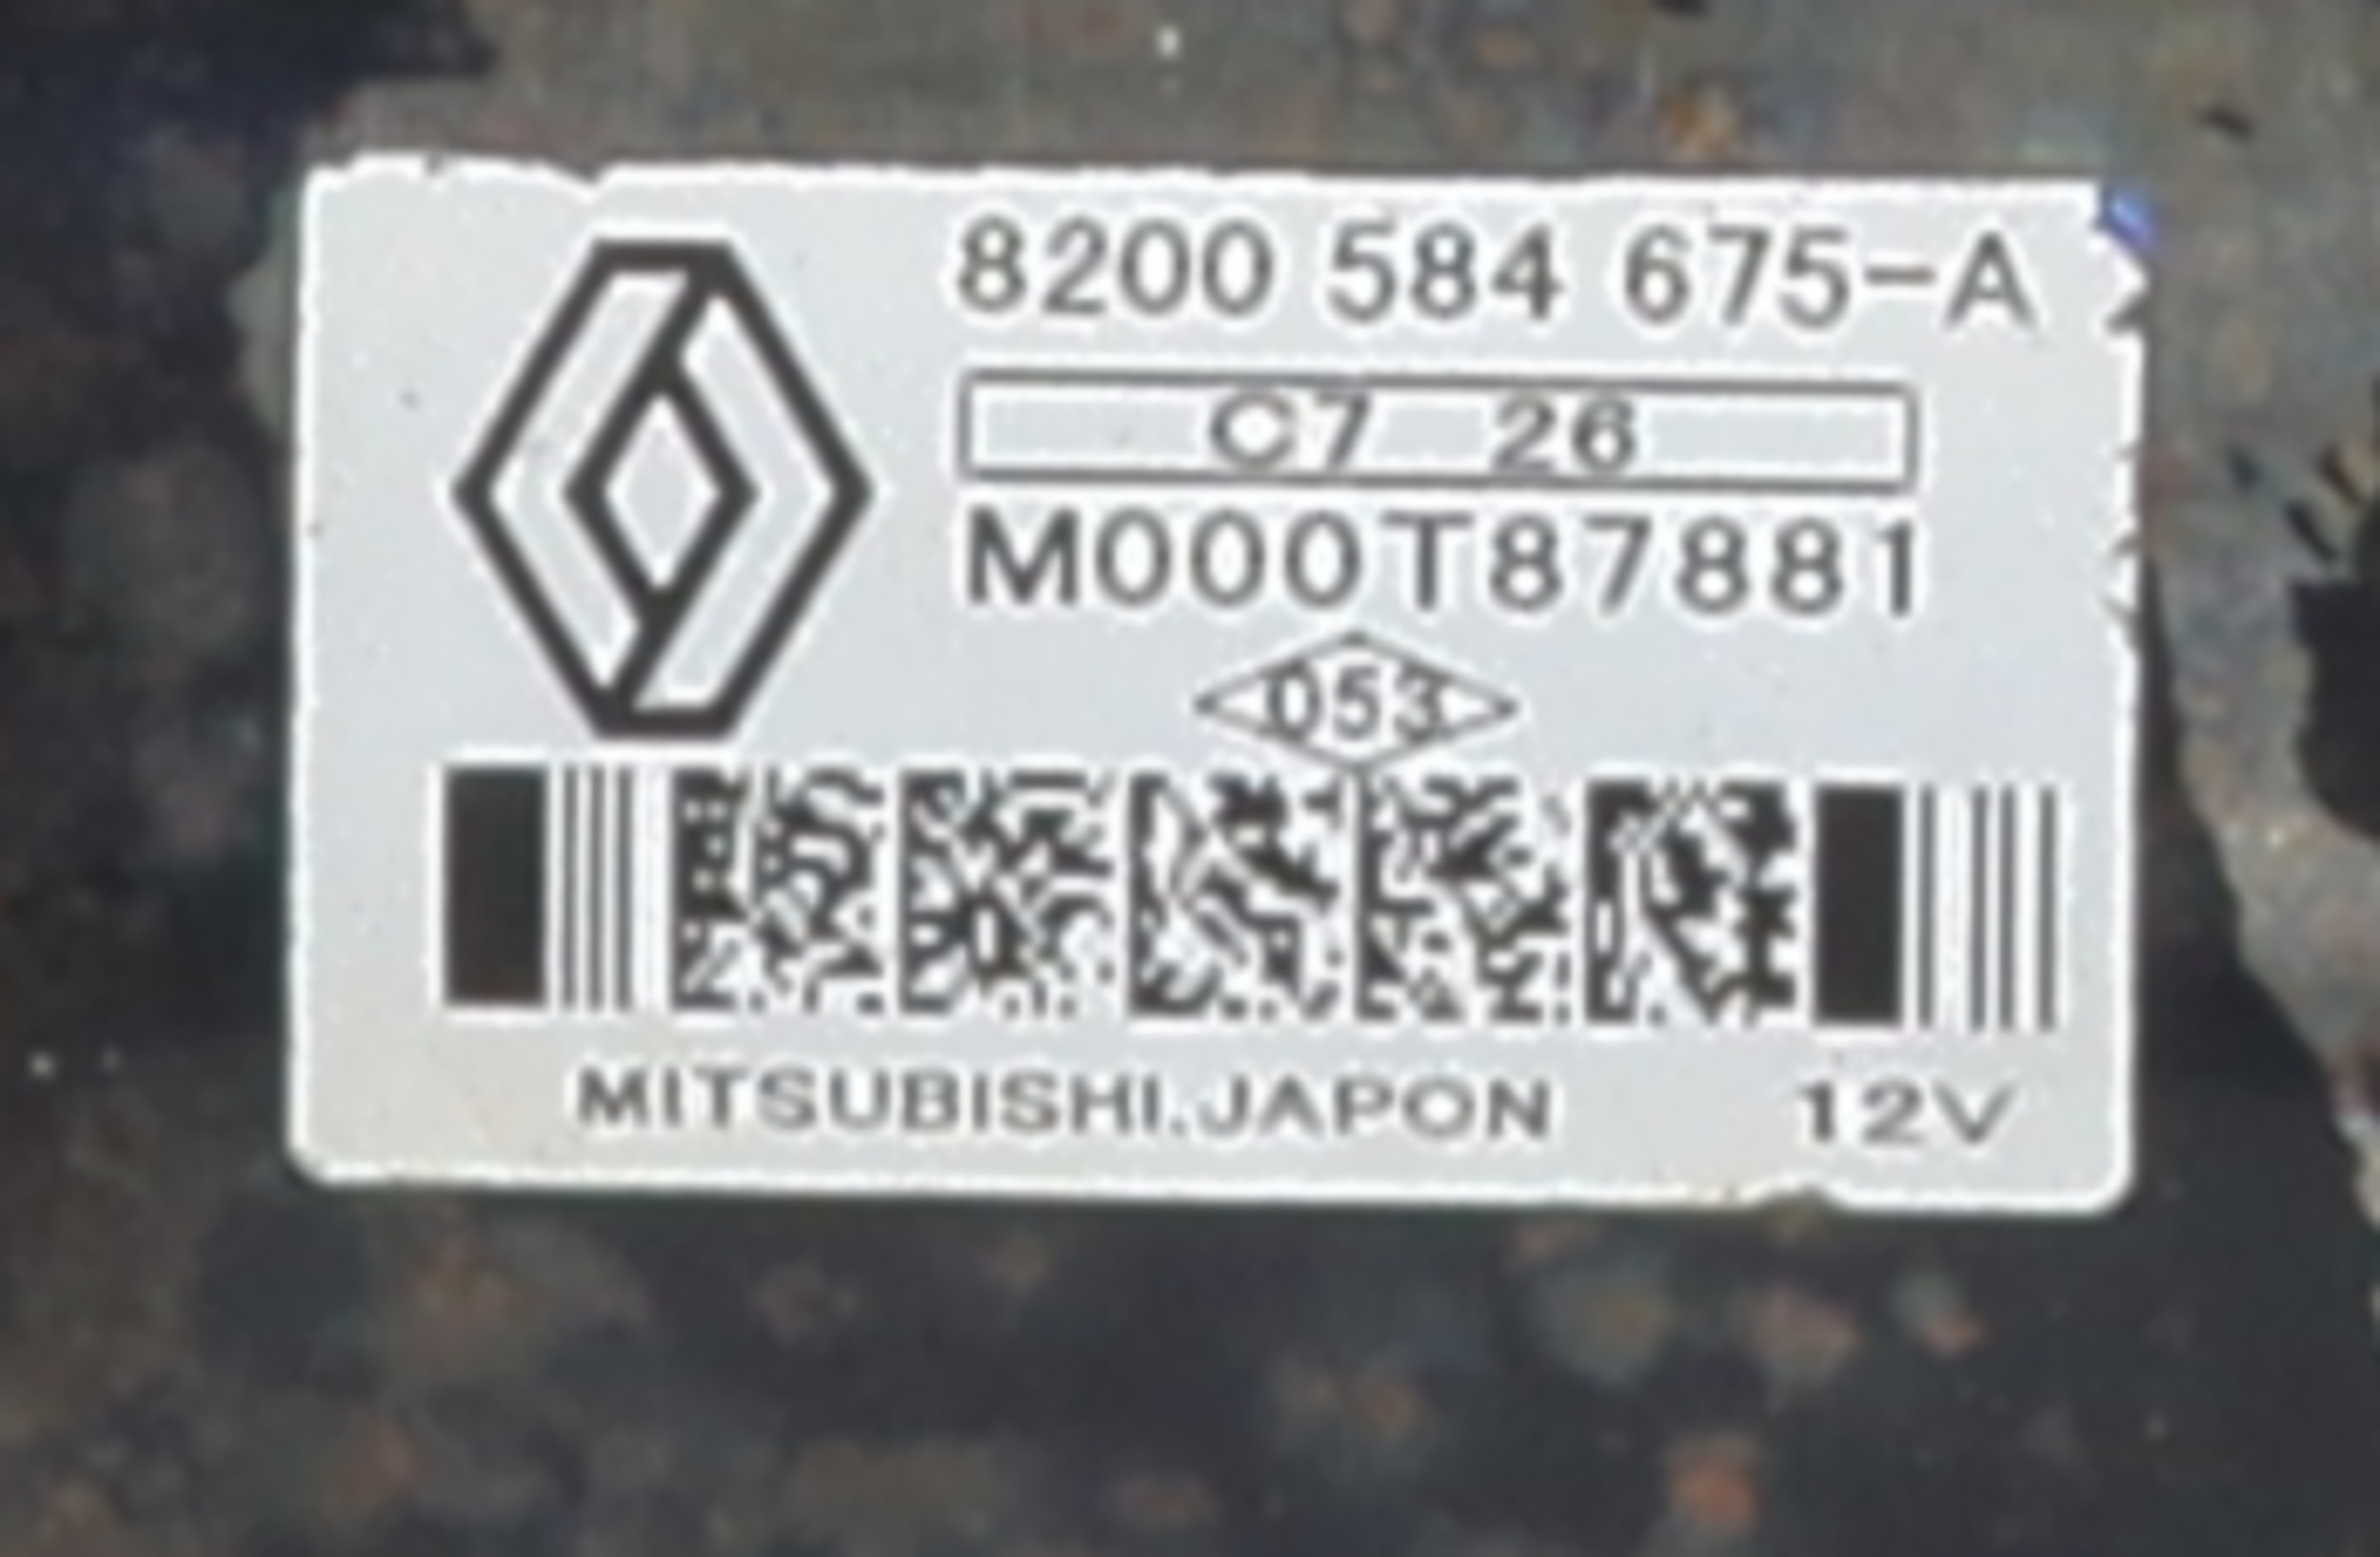 8200 584 675-A
C7 26
M000T87881
053
MITSUBISHI.JAPON 12V